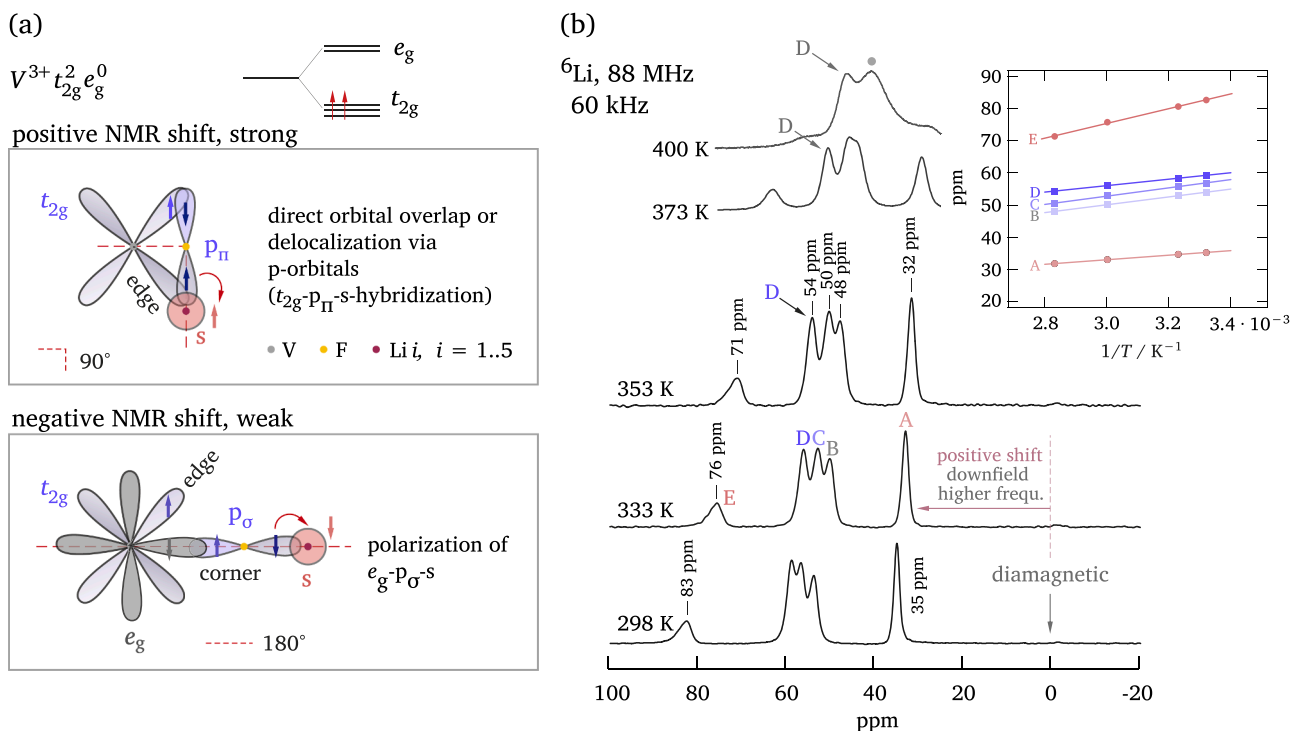 (a)
V³⁺ t²₂g e⁰g
eg
t₂g
positive NMR shift, strong
t₂g
pπ
edge
s
90°
direct orbital overlap or
delocalization via
p-orbitals
(t₂g-pπ-s-hybridization)
V F Li i, i = 1..5
negative NMR shift, weak
t₂g
edge
pσ
corner
s
eg
180°
polarization of
eg-pσ-s
(b)
⁶Li, 88 MHz
60 kHz
D
400 K
D
373 K
D
71 ppm
54 ppm
50 ppm
48 ppm
32 ppm
353 K
76 ppm
E
D C B
A
positive shift
downfield
higher frequ.
333 K
83 ppm
35 ppm
diamagnetic
298 K
100 80 60 40 20 0 -20
ppm
90
80
70
60
50
40
30
20
ppm
E
D
C
B
A
2.8 3.0 3.2 3.4 · 10⁻³
1/T / K⁻¹